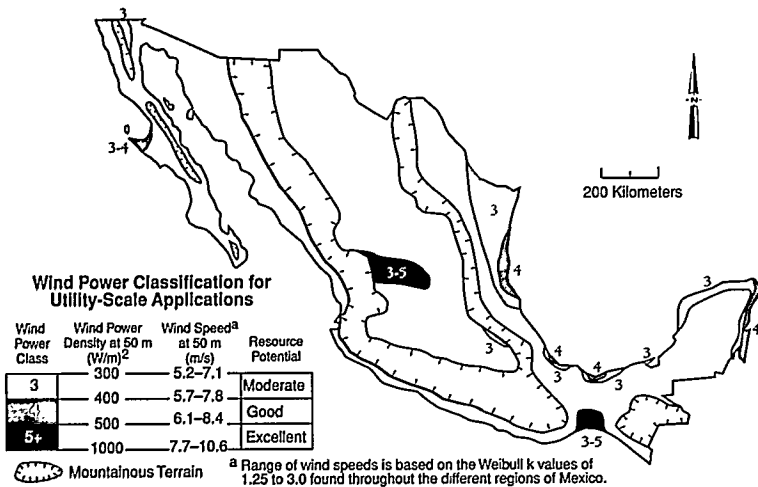 3
3-4
N
200 Kilometers
3
4
3-5
3
3
4
4
3
4
3
3
3-5
Wind Power Classification for
Utility-Scale Applications
Wind Power Class
Wind Power Density at 50 m (W/m)2
Wind Speeda at 50 m (m/s)
Resource Potential
300 5.2–7.1
3 Moderate
400 5.7–7.8
4 Good
500 6.1–8.4
5+ Excellent
1000 7.7–10.6
Mountainous Terrain
a Range of wind speeds is based on the Weibull k values of
1.25 to 3.0 found throughout the different regions of Mexico.